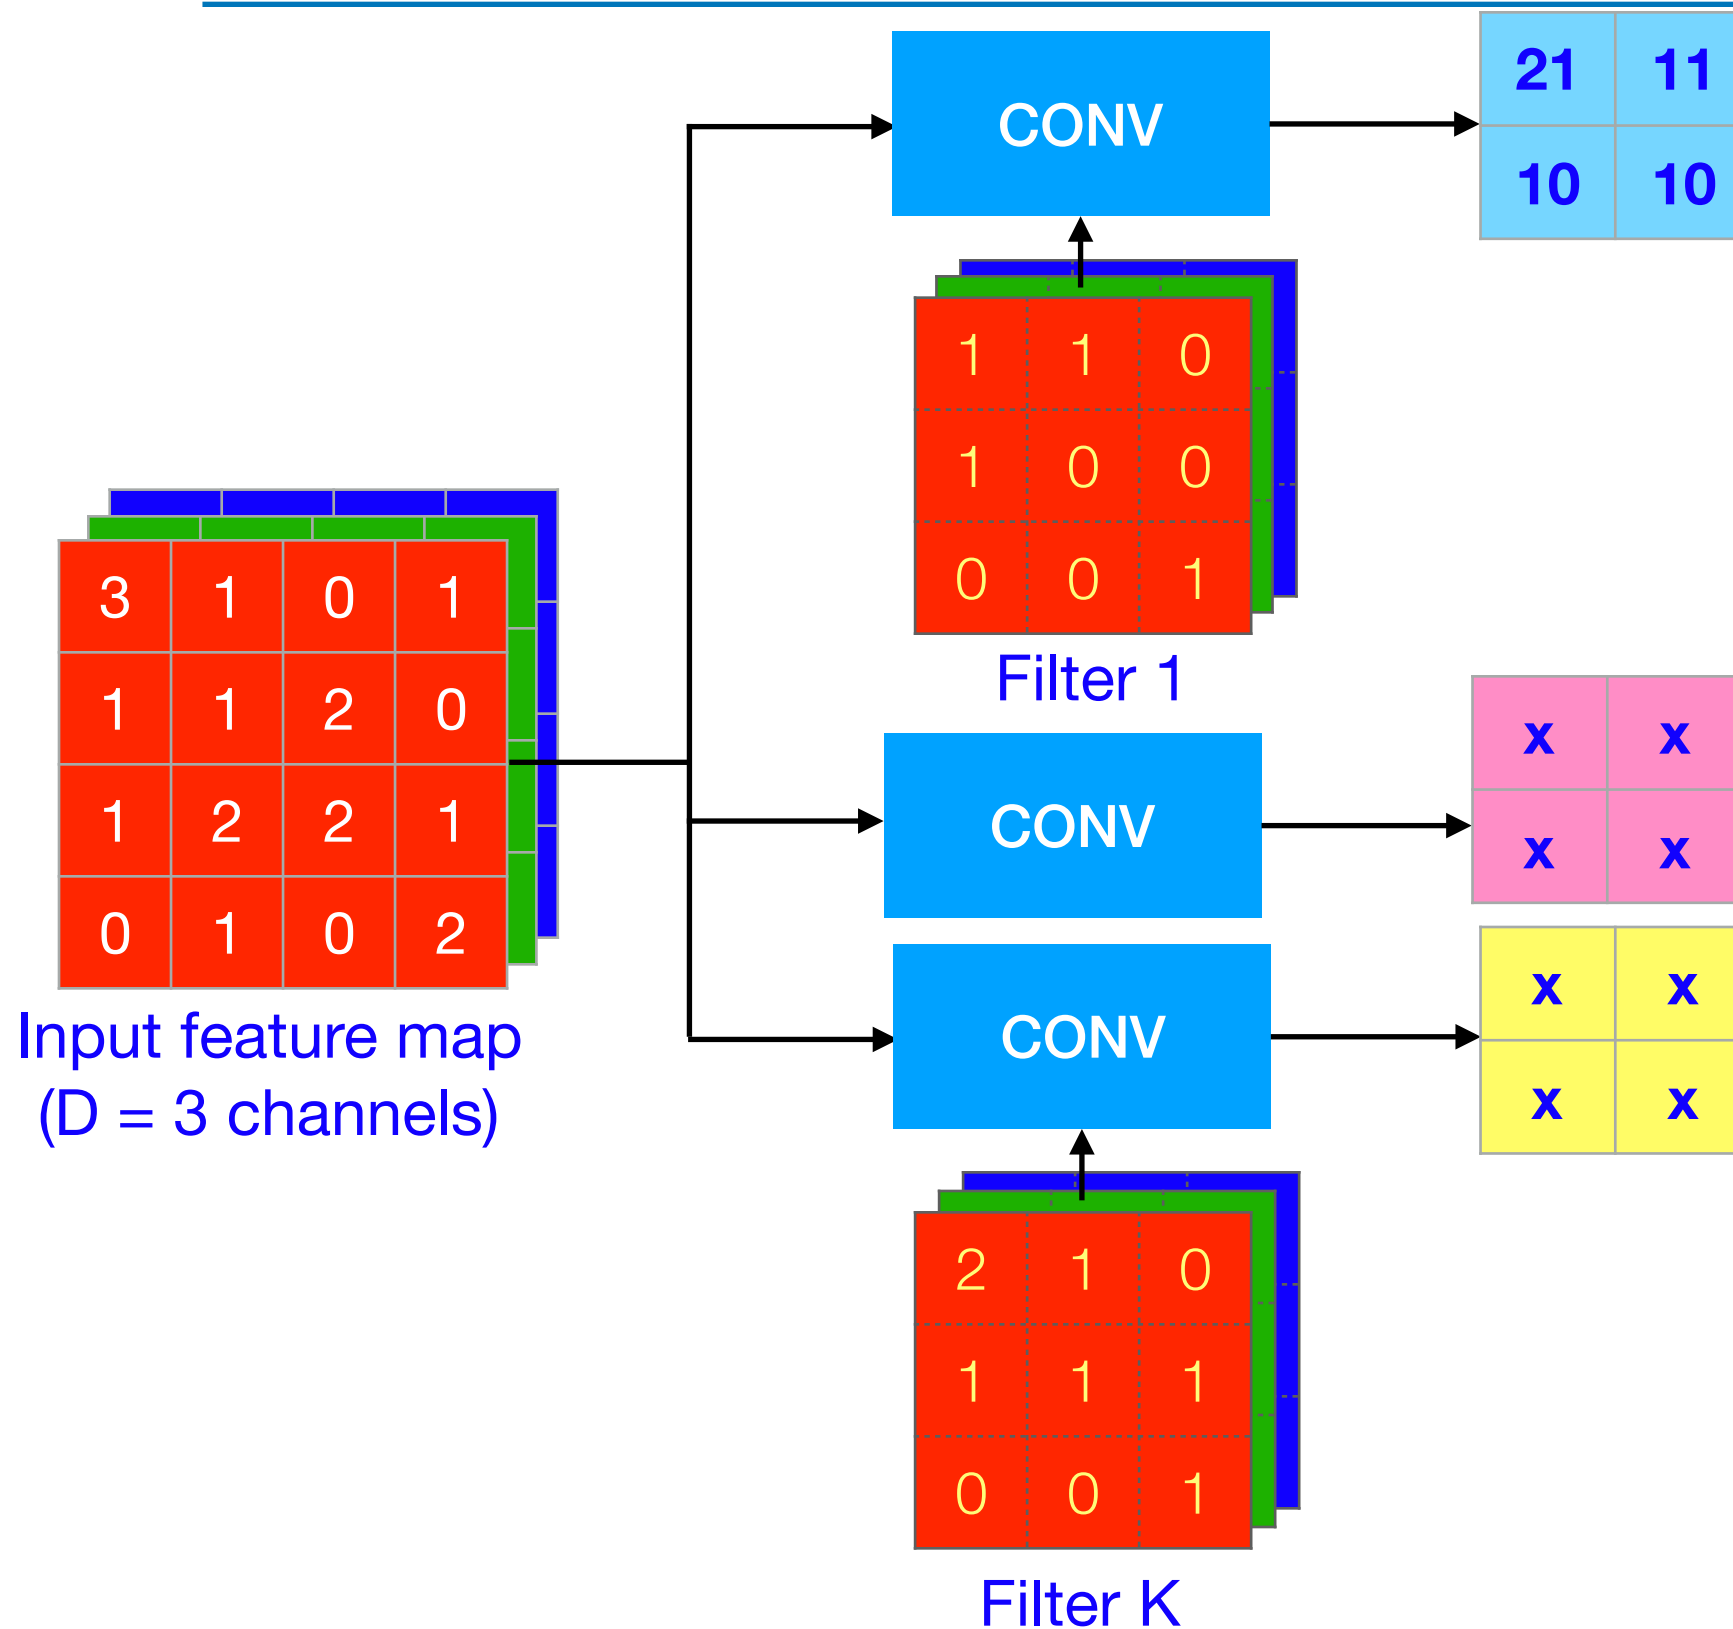 CONV
21 11
10 10
1 1 0
1 0 0
0 0 1
Filter 1
3 1 0 1
1 1 2 0
1 2 2 1
0 1 0 2
Input feature map
(D = 3 channels)
CONV
x x
x x
CONV
x x
x x
2 1 0
1 1 1
0 0 1
Filter K